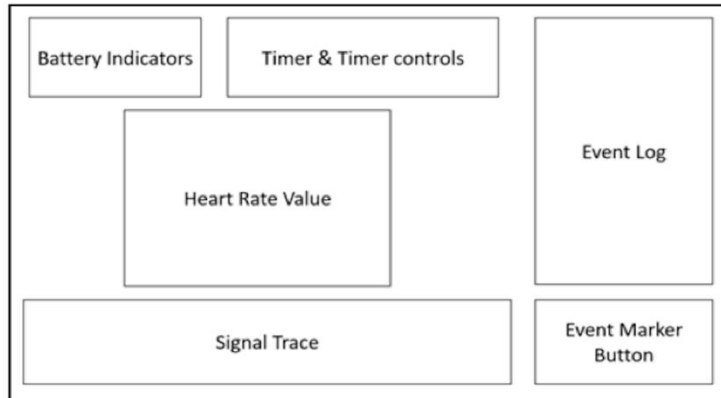 Battery Indicators
Timer & Timer controls
Event Log
Heart Rate Value
Signal Trace
Event Marker
Button